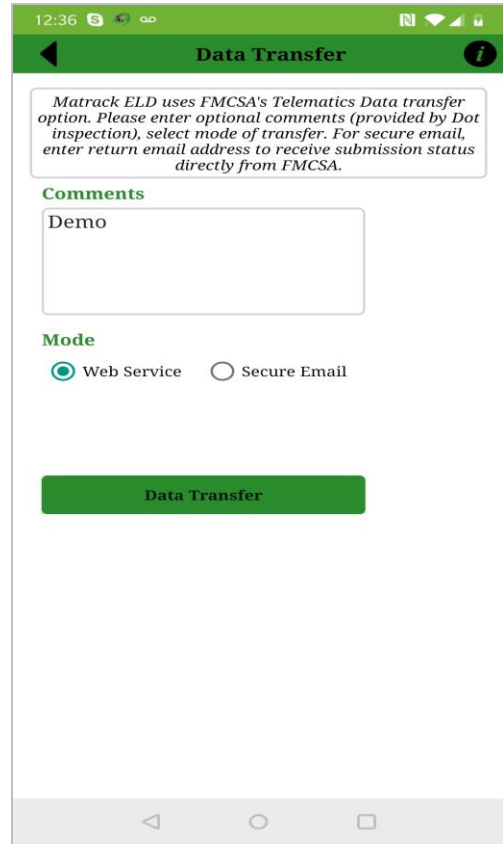 12:36
Data Transfer
Matrack ELD uses FMCSA's Telematics Data transfer
option. Please enter optional comments (provided by Dot
inspection), select mode of transfer. For secure email,
enter return email address to receive submission status
directly from FMCSA.
Comments
Demo
Mode
Web Service Secure Email
Data Transfer